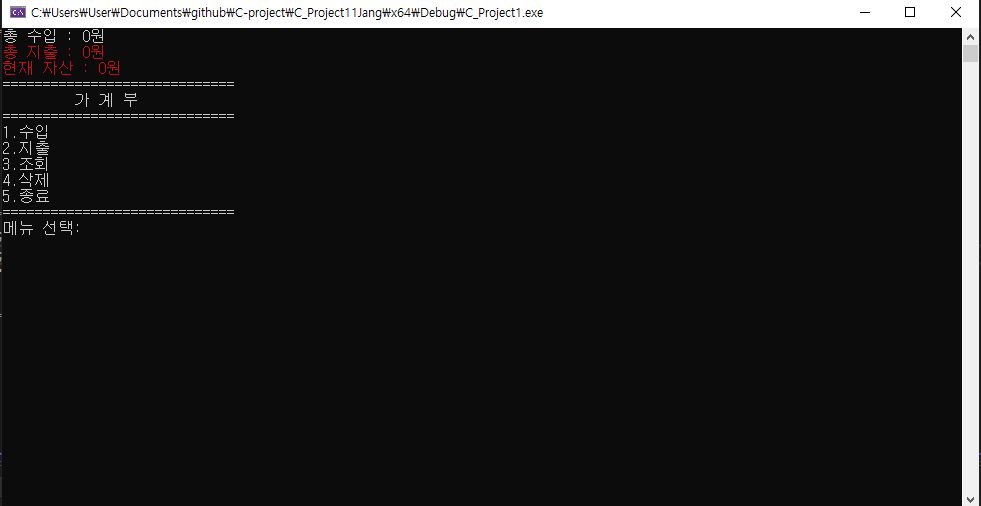 C:\Users\User\Documents\github\C-project\C_Project11Jang\x64\Debug\C_Project1.exe
총 수입 : 0원
총 지출 : 0원
현재 자산 : 0원
=============================
가 계 부
=============================
1.수입
2.지출
3.조회
4.삭제
5.종료
=============================
메뉴 선택: